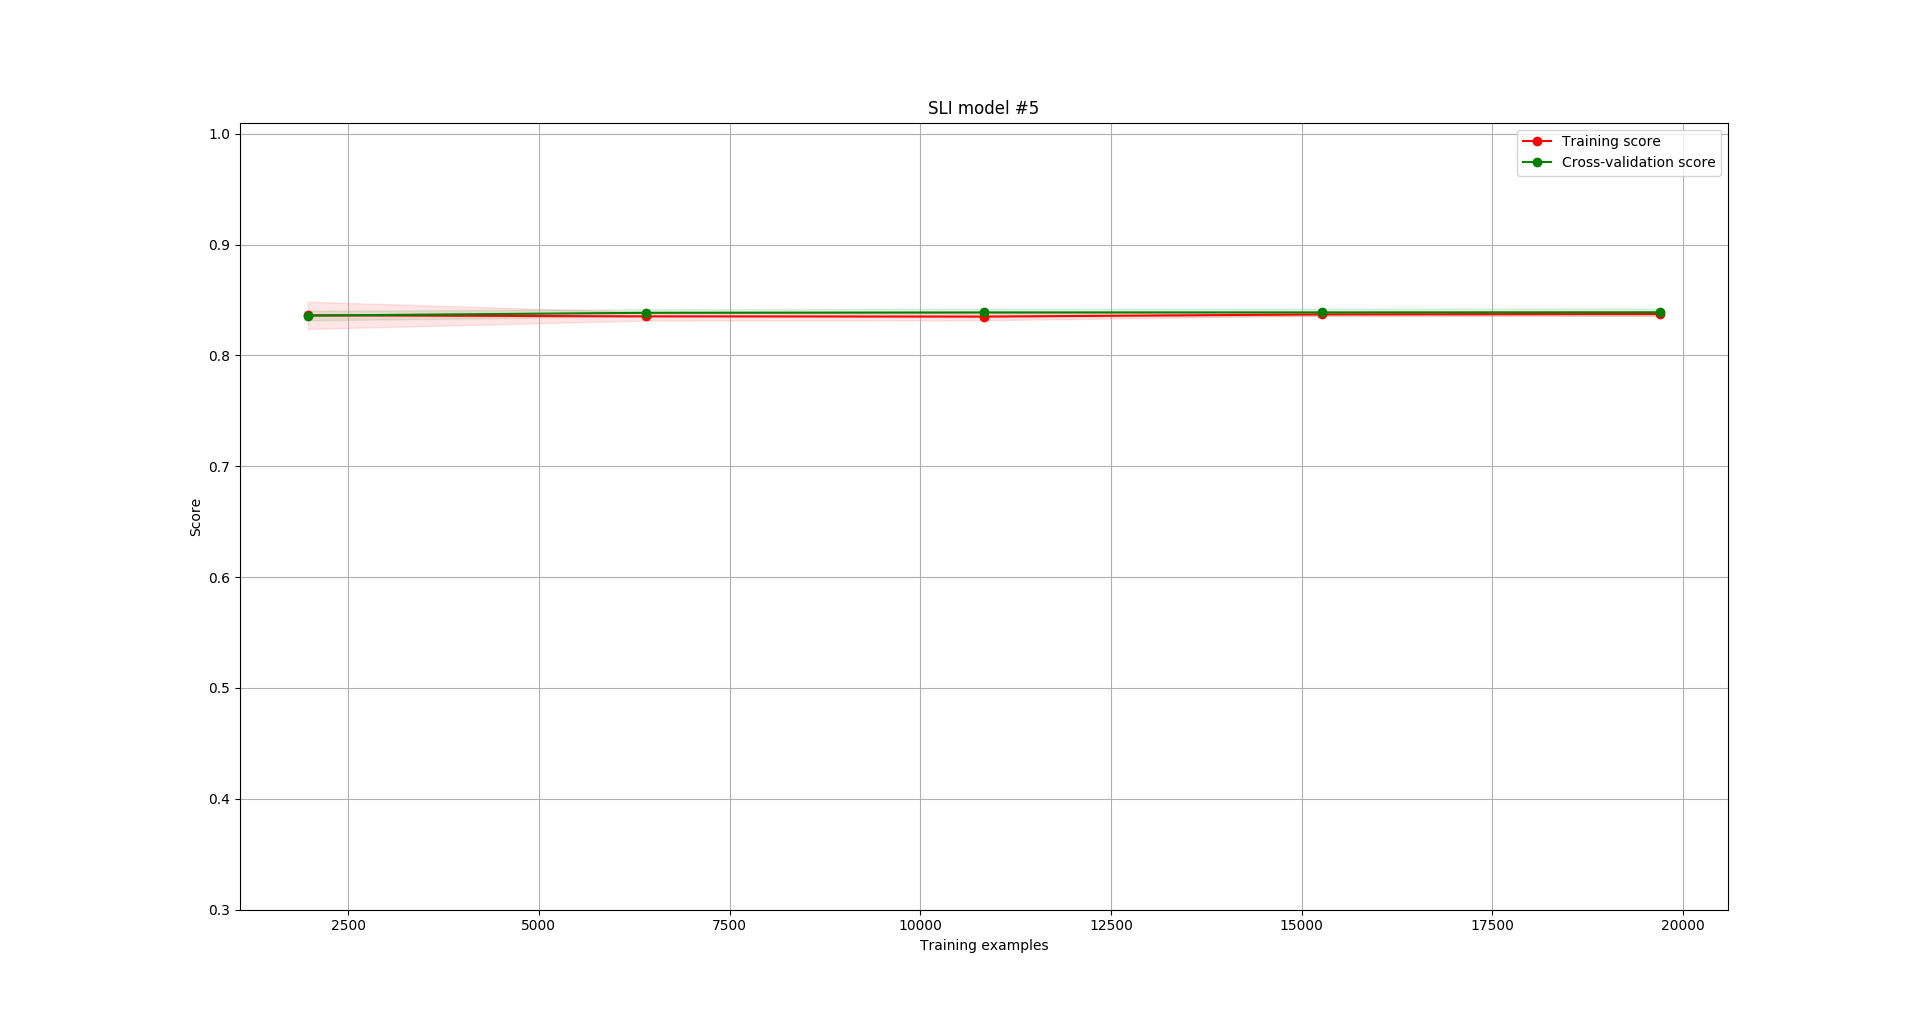 SLI model #5
1.0
0.9
0.8
0.7
0.6
0.5
0.4
0.3
Score
Training score
Cross-validation score
2500 5000 7500 10000 12500 15000 17500 20000
Training examples